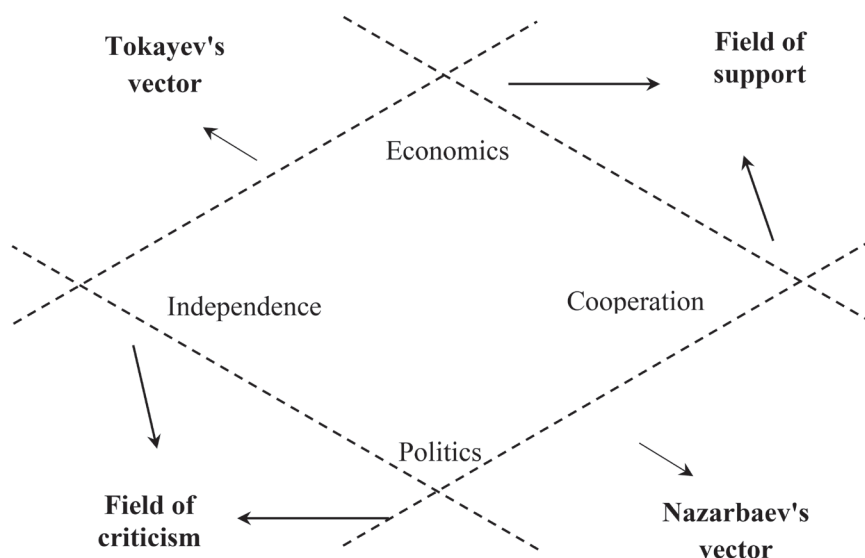 Tokayev's
vector
Field of
support
Economics
Independence
Cooperation
Politics
Field of
criticism
Nazarbaev's
vector